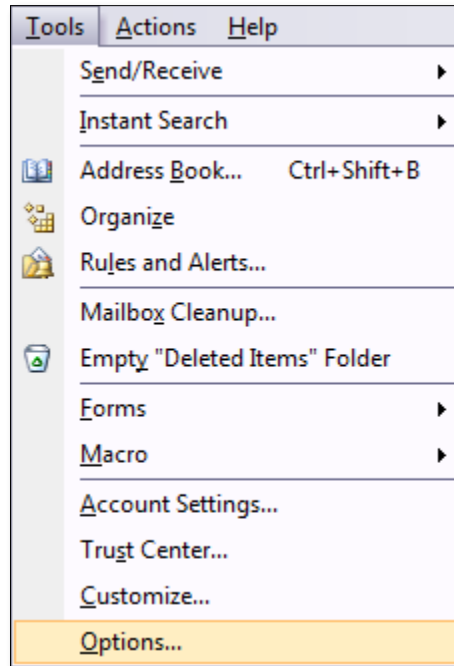 Tools Actions Help
Send/Receive
Instant Search
Address Book... Ctrl+Shift+B
Organize
Rules and Alerts...
Mailbox Cleanup...
Empty "Deleted Items" Folder
Forms
Macro
Account Settings...
Trust Center...
Customize...
Options...